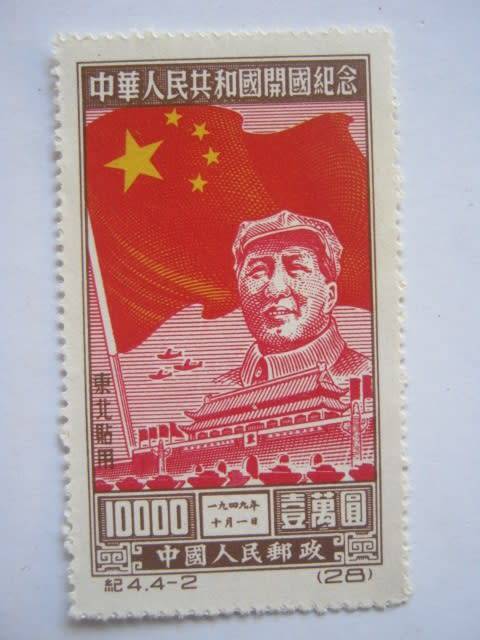 中華人民共和國開國紀念
東北貼用
10000
一九四九年
十月一日
壹萬圓
中國人民郵政
紀4.4-2
(28)